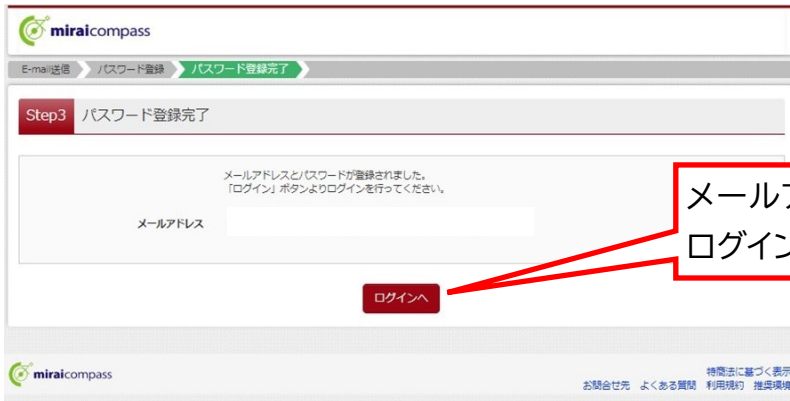 miraicompass
E-mail送信 パスワード登録 パスワード登録完了
Step3 パスワード登録完了
メールアドレスとパスワードが登録されました。
「ログイン」ボタンよりログインを行ってください。
メールアドレス
メール
ログイン
ログインへ
miraicompass
特商法に基づく表示
お問合せ先 よくある質問 利用規約 推奨環境